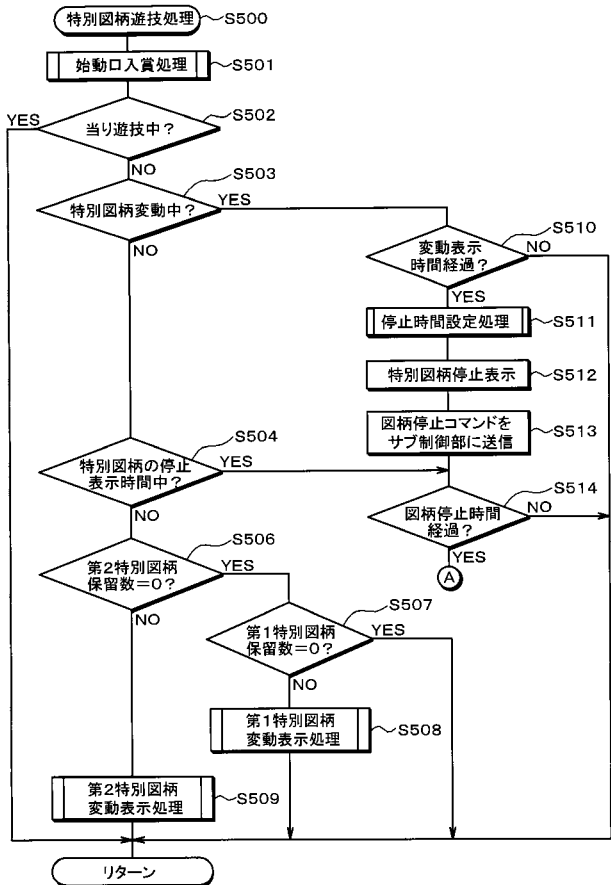 特別図柄遊技処理
S500
始動口入賞処理
S501
S502
YES
当り遊技中？
NO
S503
特別図柄変動中？
YES
NO
S510
変動表示
時間経過？
NO
YES
停止時間設定処理
S511
特別図柄停止表示
S512
図柄停止コマンドを
サブ制御部に送信
S513
S504
特別図柄の停止
表示時間中？
YES
NO
S514
図柄停止時間
経過？
NO
YES
A
S506
第2特別図柄
保留数＝0？
YES
NO
S507
第1特別図柄
保留数＝0？
YES
NO
第1特別図柄
変動表示処理
S508
第2特別図柄
変動表示処理
S509
リターン